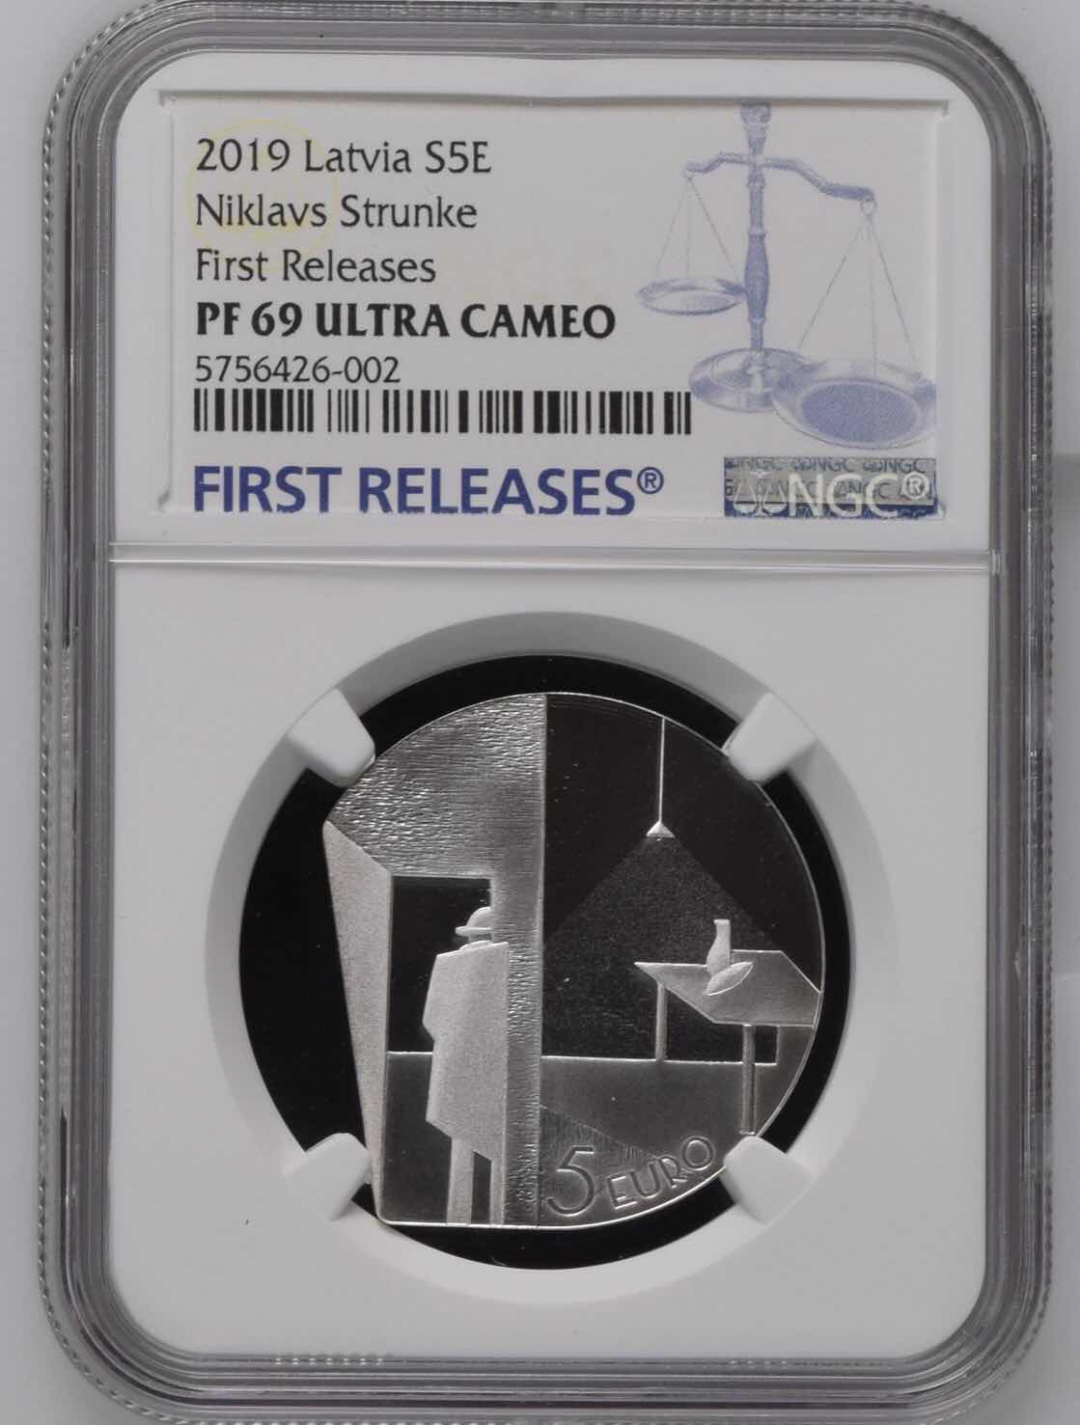 2019 Latvia S5E
Niklavs Strunke
First Releases
PF 69 ULTRA CAMEO
5756426-002
FIRST RELEASES®
NGC®
5 EURO